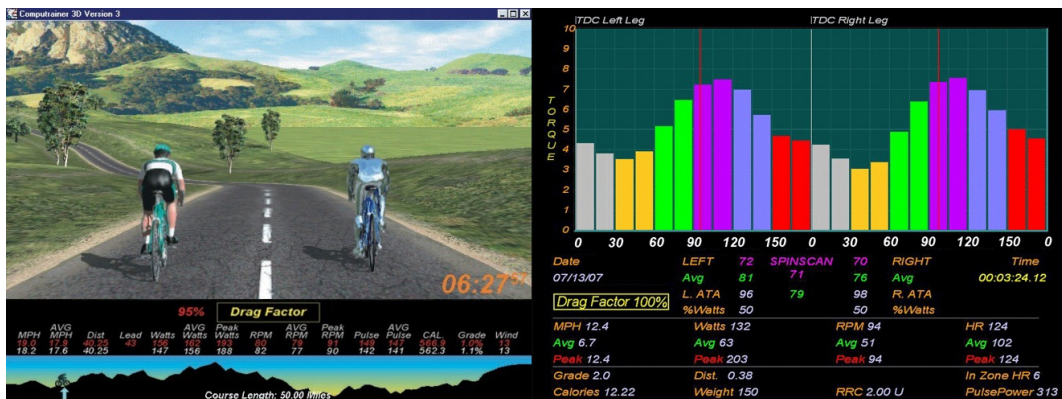 Computrainer 3D Version 3
06:27
95% Drag Factor
MPH AVG MPH Dist Lead Watts AVG Watts Peak Watts RPM AVG RPM Peak RPM Pulse AVG Pulse CAL Grade Wind
19.0 17.9 40.25 43 156 162 193 80 79 91 149 147 566.9 1.0% 13
18.2 17.6 40.25 147 156 188 82 77 90 142 141 562.3 1.1% 13
Course Length: 50.00 Miles
TDC Left Leg TDC Right Leg
TORQUE
10
9
8
7
6
5
4
3
2
1
0
0 30 60 90 120 150 0 30 60 90 120 150 0
Date LEFT 72 SPINSCAN 70 RIGHT Time
07/13/07 Avg 81 71 76 Avg 00:03:24.12
Drag Factor 100% L. ATA 96 79 98 R. ATA
%Watts 50 50 %Watts
MPH 12.4 Watts 132 RPM 94 HR 124
Avg 6.7 Avg 63 Avg 51 Avg 102
Peak 12.4 Peak 203 Peak 94 Peak 124
Grade 2.0 Dist. 0.38 In Zone HR 6
Calories 12.22 Weight 150 RRC 2.00 U PulsePower 313